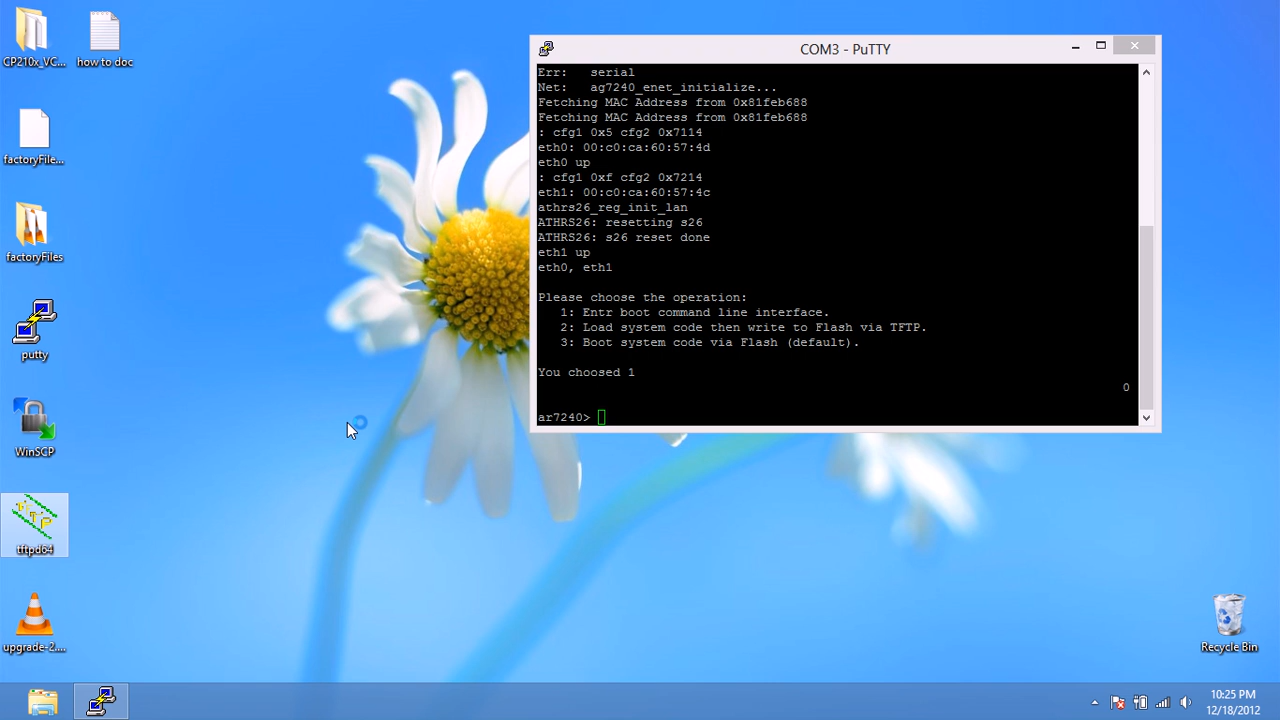 CP210x_VC...
how to doc
factoryFile...
factoryFiles
putty
WinSCP
tftpd64
upgrade-2....
COM3 - PuTTY
Err:   serial
Net:   ag7240_enet_initialize...
Fetching MAC Address from 0x81feb688
Fetching MAC Address from 0x81feb688
: cfg1 0x5 cfg2 0x7114
eth0: 00:c0:ca:60:57:4d
eth0 up
: cfg1 0xf cfg2 0x7214
eth1: 00:c0:ca:60:57:4c
athrs26_reg_init_lan
ATHRS26: resetting s26
ATHRS26: s26 reset done
eth1 up
eth0, eth1
Please choose the operation:
1: Entr boot command line interface.
2: Load system code then write to Flash via TFTP.
3: Boot system code via Flash (default).
You choosed 1
0
ar7240>
Recycle Bin
10:25 PM
12/18/2012